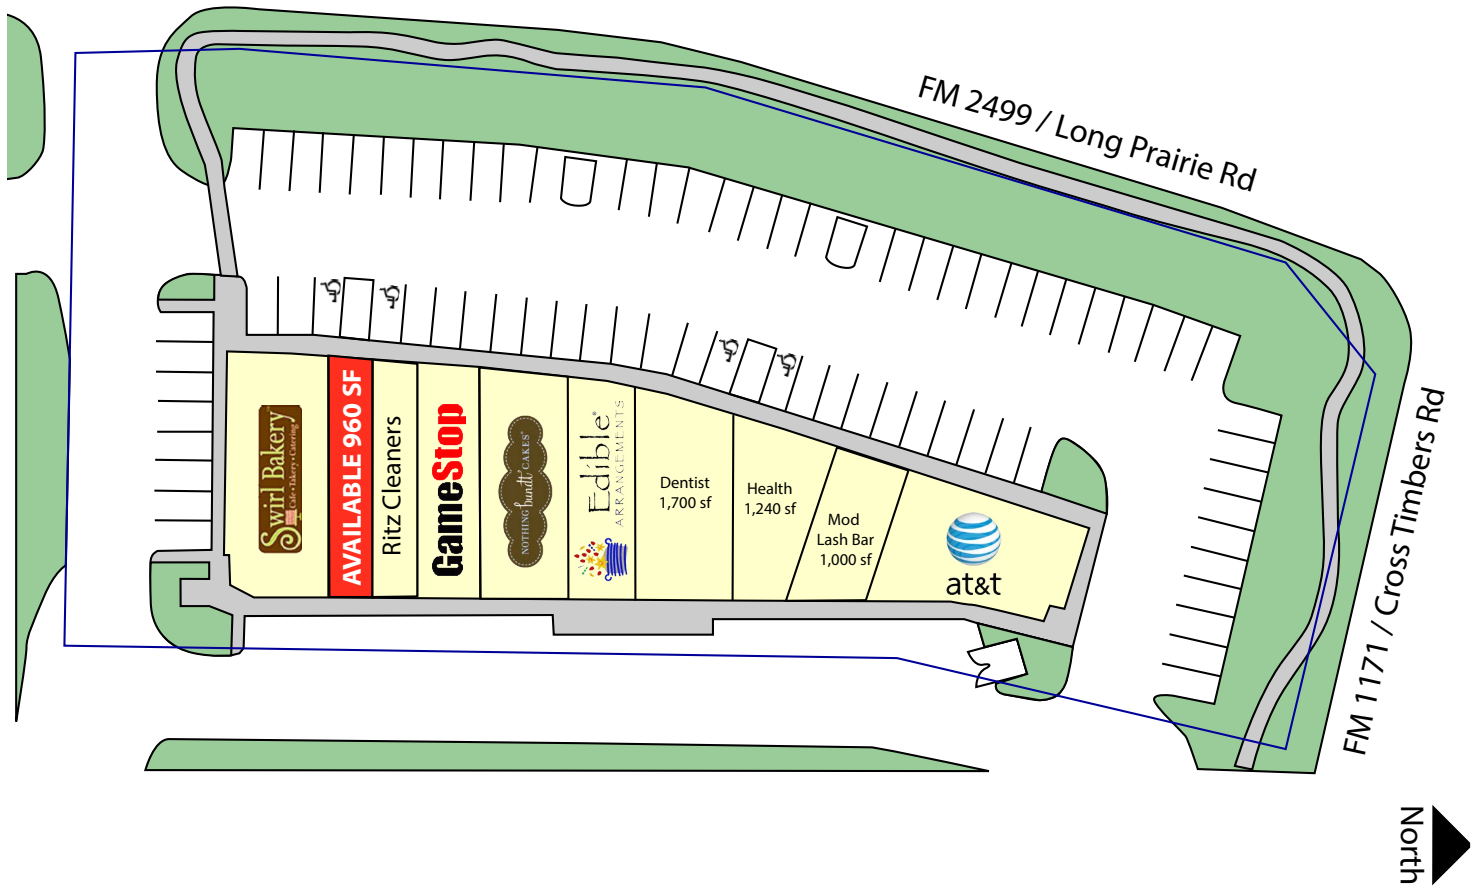 FM 2499 / Long Prairie Rd
FM 1171 / Cross Timbers Rd
Swirl Bakery
Cafe • Takery • Catering
AVAILABLE 960 SF
Ritz Cleaners
GameStop
NOTHING bundt CAKES®
Edible®
ARRANGEMENTS
Dentist
1,700 sf
Health
1,240 sf
Mod
Lash Bar
1,000 sf
at&t
North